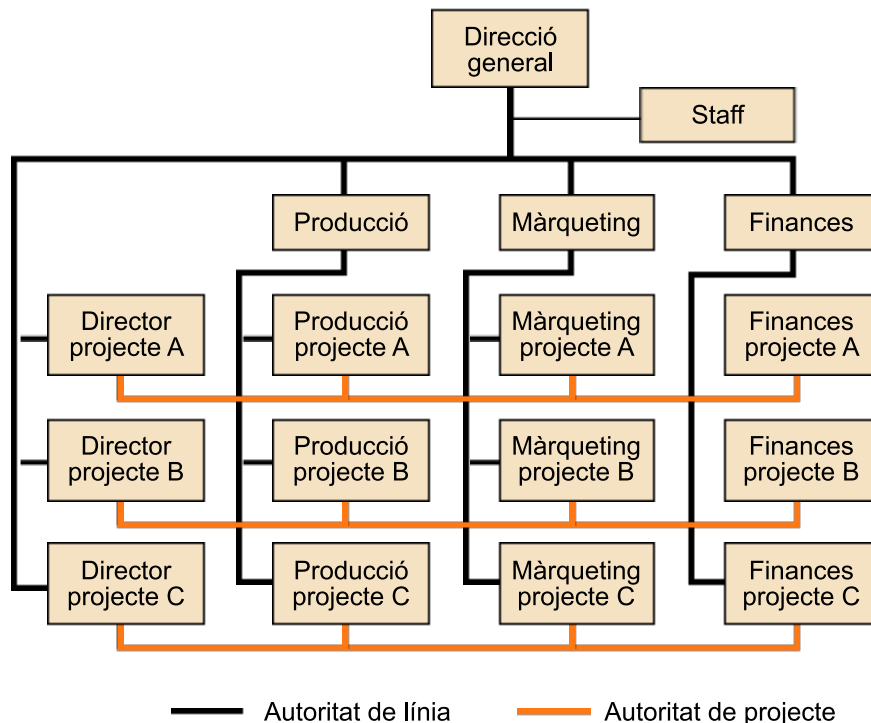 Direcció
general
Staff
Producció
Màrqueting
Finances
Director
projecte A
Producció
projecte A
Màrqueting
projecte A
Finances
projecte A
Director
projecte B
Producció
projecte B
Màrqueting
projecte B
Finances
projecte B
Director
projecte C
Producció
projecte C
Màrqueting
projecte C
Finances
projecte C
Autoritat de línia
Autoritat de projecte